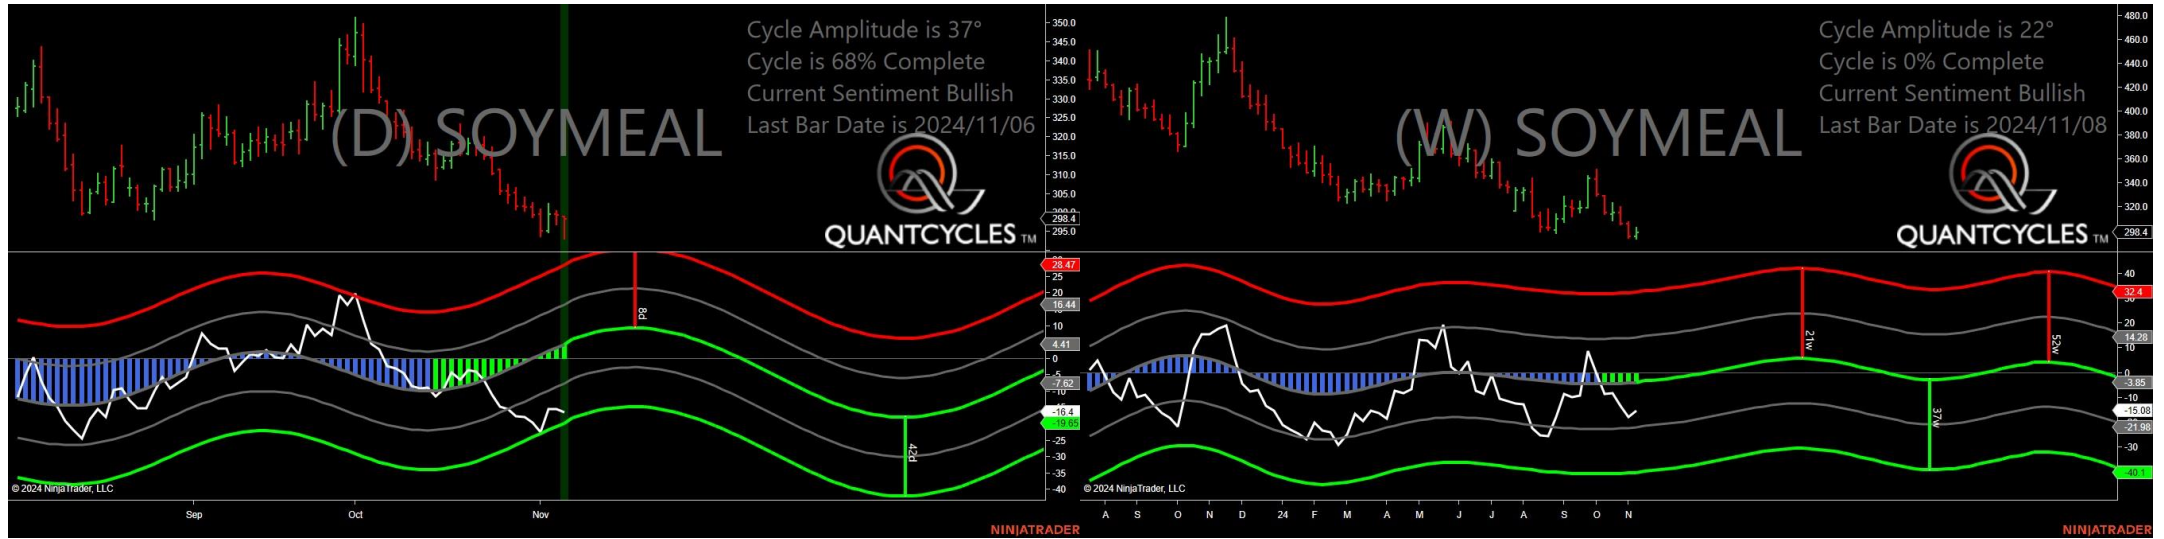 Cycle Amplitude is 37°
Cycle is 68% Complete
Current Sentiment Bullish
Last Bar Date is 2024/11/06
(D) SOYMEAL
QUANTCYCLES TM
350.0
345.0
340.0
335.0
330.0
325.0
320.0
315.0
310.0
305.0
298.4
295.0
28.47
25
20
16.44
10
4.41
0
-5
-7.62
-16.4
-19.65
-25
-30
-35
-40
8d
42d
© 2024 NinjaTrader, LLC
Sep Oct Nov
NINJATRADER
Cycle Amplitude is 22°
Cycle is 0% Complete
Current Sentiment Bullish
Last Bar Date is 2024/11/08
(W) SOYMEAL
QUANTCYCLES TM
480.0
460.0
440.0
420.0
400.0
380.0
360.0
340.0
320.0
298.4
40
32.4
20
14.28
10
0
-3.85
-15.08
-21.98
-30
-40.1
21w
37w
52w
© 2024 NinjaTrader, LLC
A S O N D 24 F M A M J J A S O N
NINJATRADER